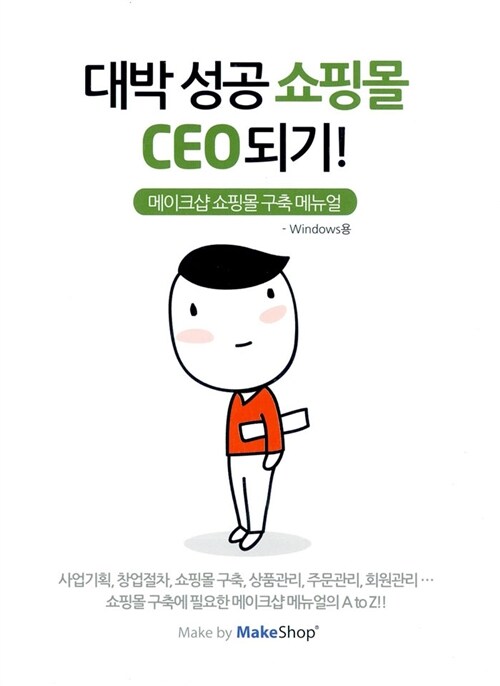 대박 성공 쇼핑몰
CEO되기!
메이크샵 쇼핑몰 구축 메뉴얼
- Windows용
사업기획, 창업절차, 쇼핑몰 구축, 상품관리, 주문관리, 회원관리 …
쇼핑몰 구축에 필요한 메이크샵 메뉴얼의 A to Z!!
Make by MakeShop®